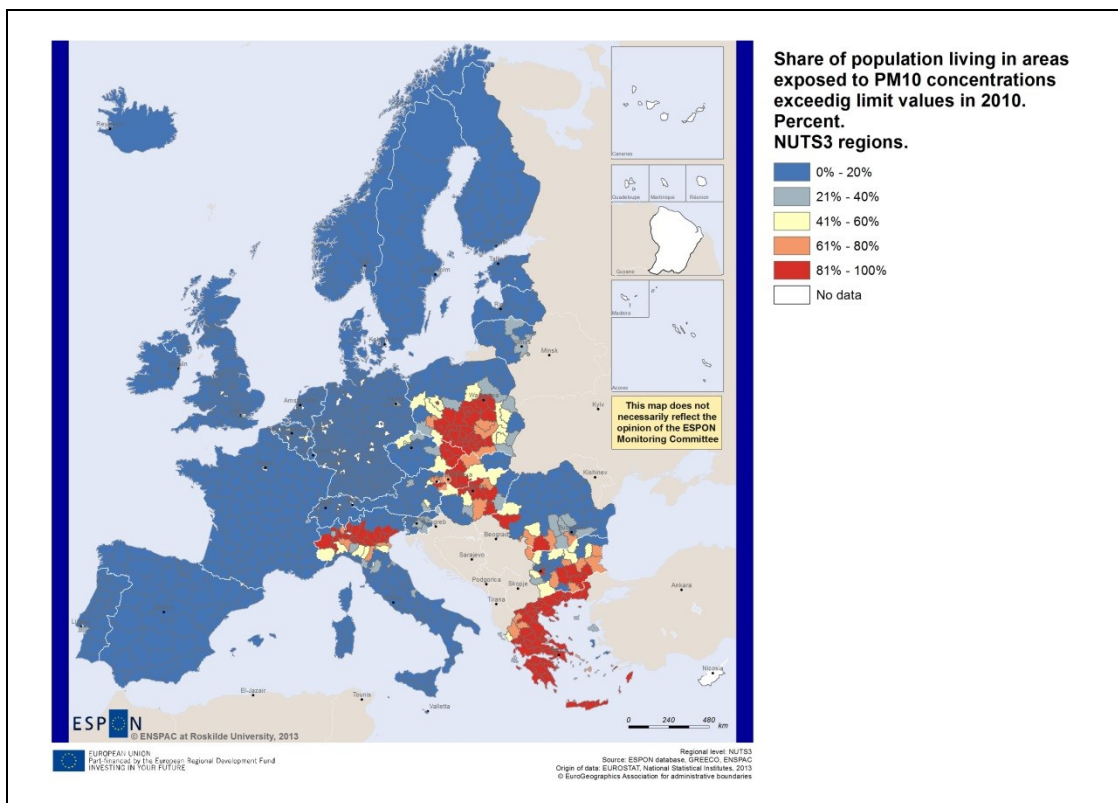 Share of population living in areas
exposed to PM10 concentrations
exceedig limit values in 2010.
Percent.
NUTS3 regions.
0% - 20%
21% - 40%
41% - 60%
61% - 80%
81% - 100%
No data
Canaries
Guadeloupe
Martinique
Réunion
Guyane
Madeira
Acores
This map does not
necessarily reflect the
opinion of the ESPON
Monitoring Committee
Minsk
Kyiv
Kishinev
Beograd
Sarajevo
Podgorica
Skopje
Tirana
Ankara
Nicosia
El-Jazair
Tounis
Valletta
0 240 480
km
ESPON
© ENSPAC at Roskilde University, 2013
EUROPEAN UNION
Part-financed by the European Regional Development Fund
INVESTING IN YOUR FUTURE
Regional level: NUTS3
Source: ESPON database, GREECO, ENSPAC
Origin of data: EUROSTAT, National Statistical Institutes, 2013
© EuroGeographics Association for administrative boundaries